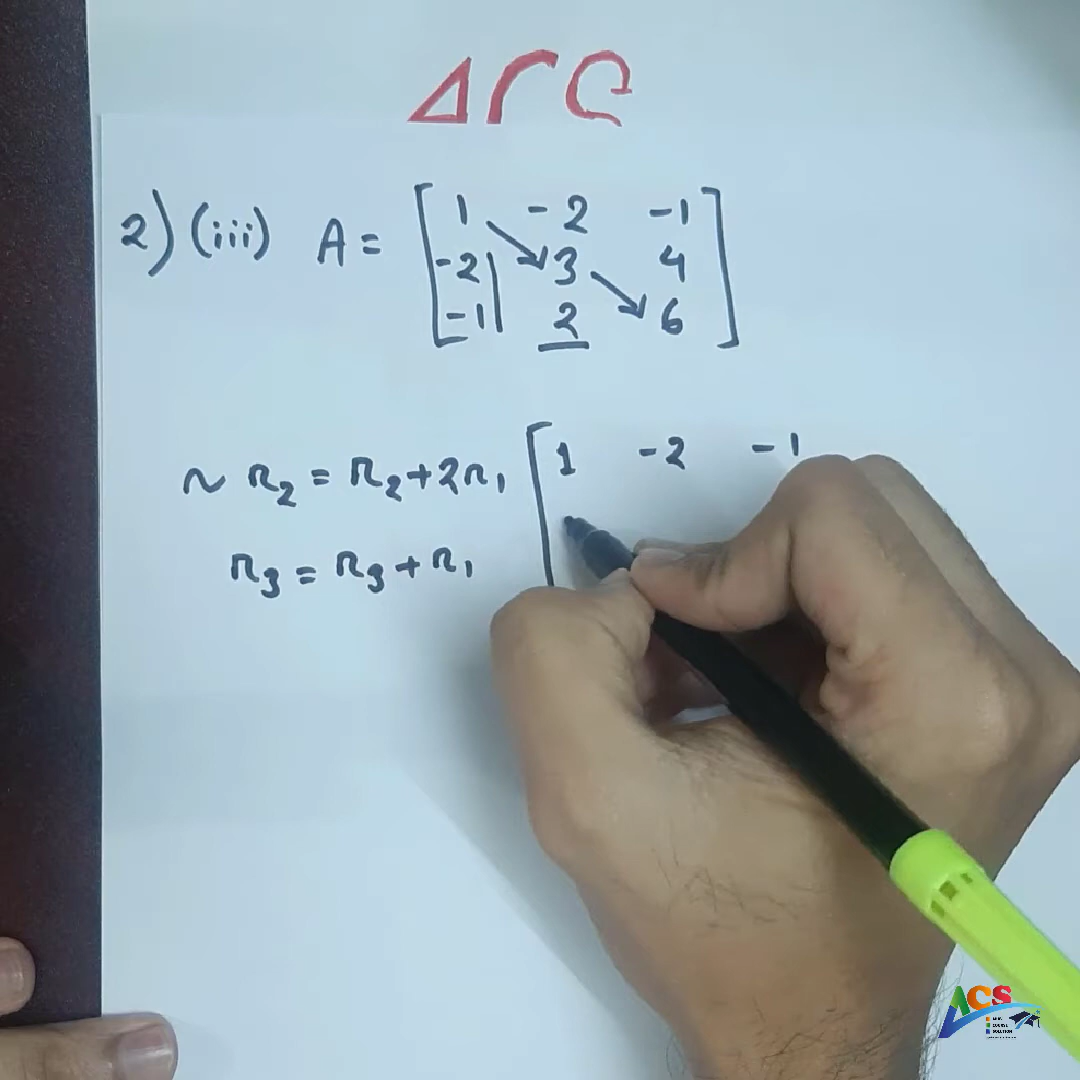 2) (iii) A = [ 1 -2 -1
-2 3 4
-1 2 6 ]
~ r₂ = r₂+2r₁ [ 1 -2 -1
r₃ = r₃+r₁
ACS